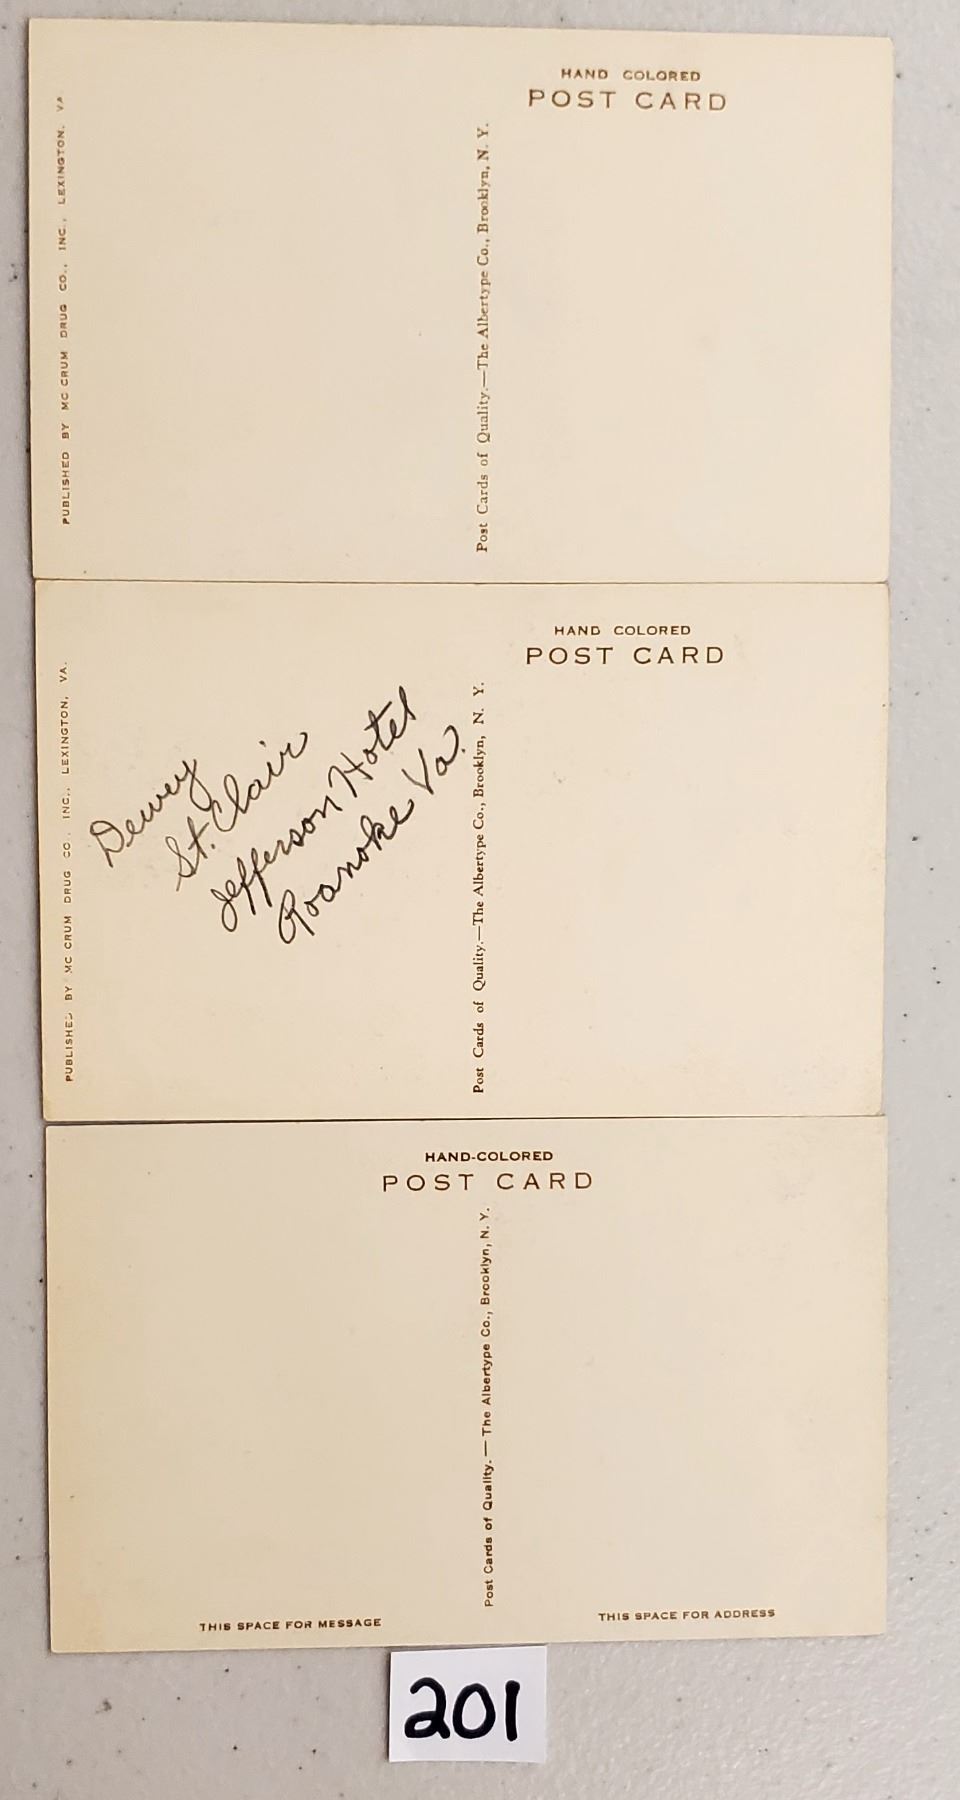 HAND COLORED
POST CARD
PUBLISHED BY MC CRUM DRUG CO., INC., LEXINGTON, VA
Post Cards of Quality.—The Albertype Co., Brooklyn, N. Y.
HAND COLORED
POST CARD
PUBLISHED BY MC CRUM DRUG CO., INC., LEXINGTON, VA.
Dewey
St. Clair
Jefferson Hotel
Roanoke Va.
Post Cards of Quality.—The Albertype Co., Brooklyn, N. Y.
HAND-COLORED
POST CARD
Post Cards of Quality. — The Albertype Co., Brooklyn, N. Y.
THIS SPACE FOR MESSAGE
THIS SPACE FOR ADDRESS
201